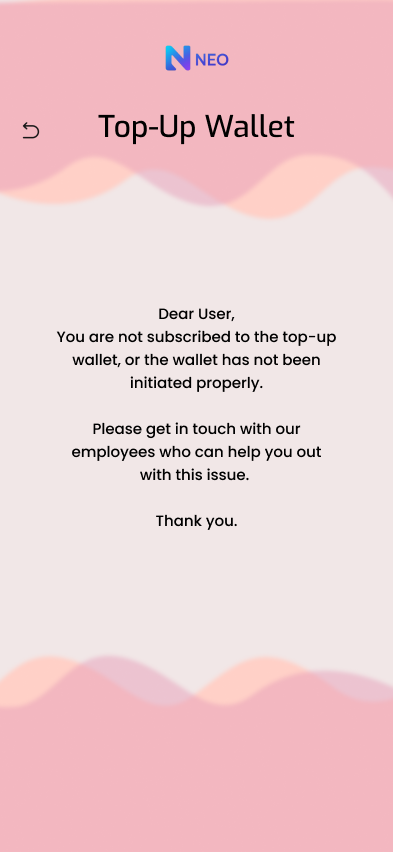 NEO
Top-Up Wallet
Dear User,
You are not subscribed to the top-up
wallet, or the wallet has not been
initiated properly.
Please get in touch with our
employees who can help you out
with this issue.
Thank you.